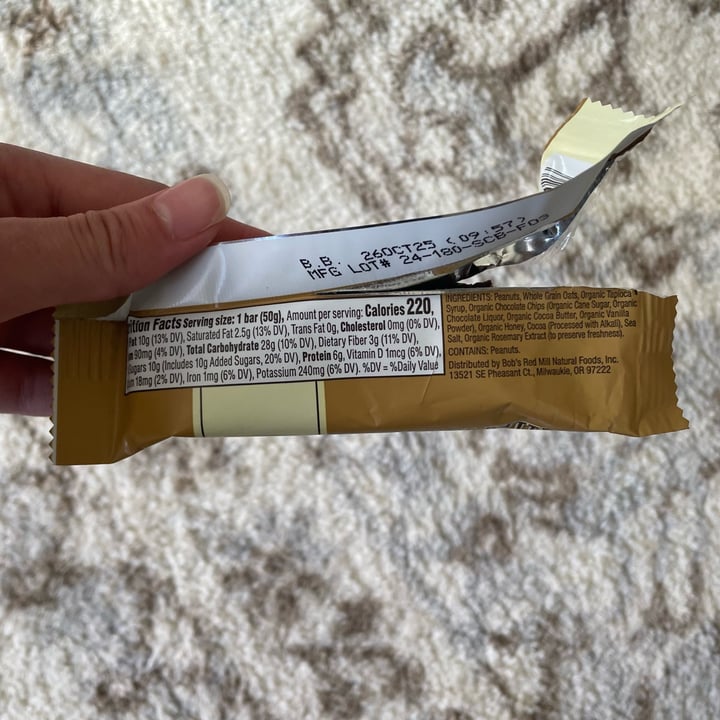 B.B. 26OCT25 (09:57)
MFG LOT# 24-180-SCB-F09
Facts Serving size: 1 bar (50g), Amount per serving: Calories 220,
Fat 10g (13% DV), Saturated Fat 2.5g (13% DV), Trans Fat 0g, Cholesterol 0mg (0% DV),
90mg (4% DV), Total Carbohydrate 28g (10% DV), Dietary Fiber 3g (11% DV),
Sugars 10g (Includes 10g Added Sugars, 20% DV), Protein 6g, Vitamin D 1mcg (6% DV),
18mg (2% DV), Iron 1mg (6% DV), Potassium 240mg (6% DV). %DV = %Daily Value
INGREDIENTS: Peanuts, Whole Grain Oats, Organic Tapioca
Syrup, Organic Chocolate Chips (Organic Cane Sugar, Organic
Chocolate Liquor, Organic Cocoa Butter, Organic Vanilla
Powder), Organic Honey, Cocoa (Processed with Alkali), Sea
Salt, Organic Rosemary Extract (to preserve freshness).
CONTAINS: Peanuts.
Distributed by Bob's Red Mill Natural Foods, Inc.
13521 SE Pheasant Ct., Milwaukie, OR 97222